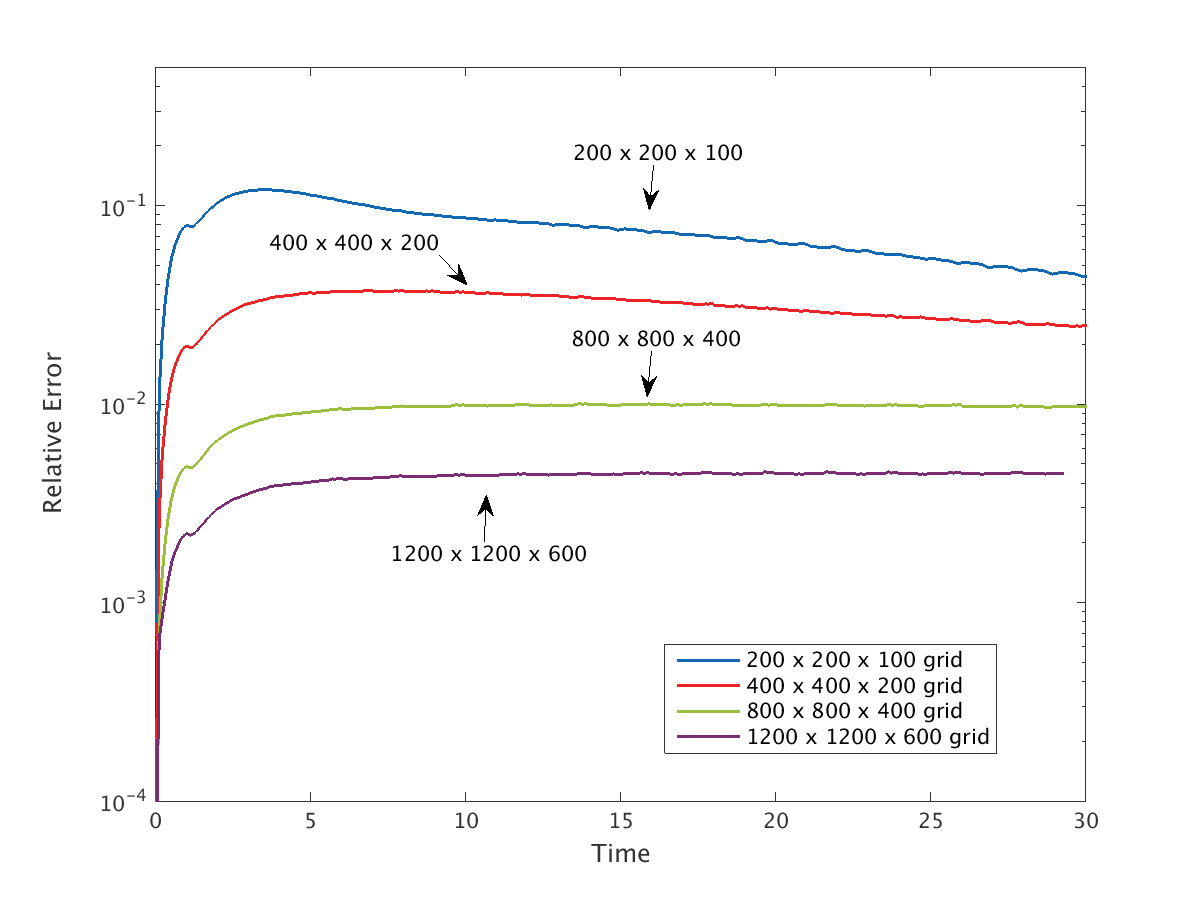 200 x 200 x 100
10^-1
400 x 400 x 200
800 x 800 x 400
Relative Error
10^-2
1200 x 1200 x 600
10^-3
200 x 200 x 100 grid
400 x 400 x 200 grid
800 x 800 x 400 grid
1200 x 1200 x 600 grid
10^-4
0 5 10 15 20 25 30
Time